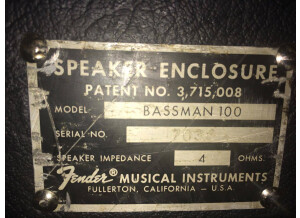 SPEAKER ENCLOSURE
PATENT NO. 3,715,008
MODEL BASSMAN 100
SERIAL NO.
SPEAKER IMPEDANCE 4 OHMS.
Fender MUSICAL INSTRUMENTS
FULLERTON, CALIFORNIA - U.S.A.